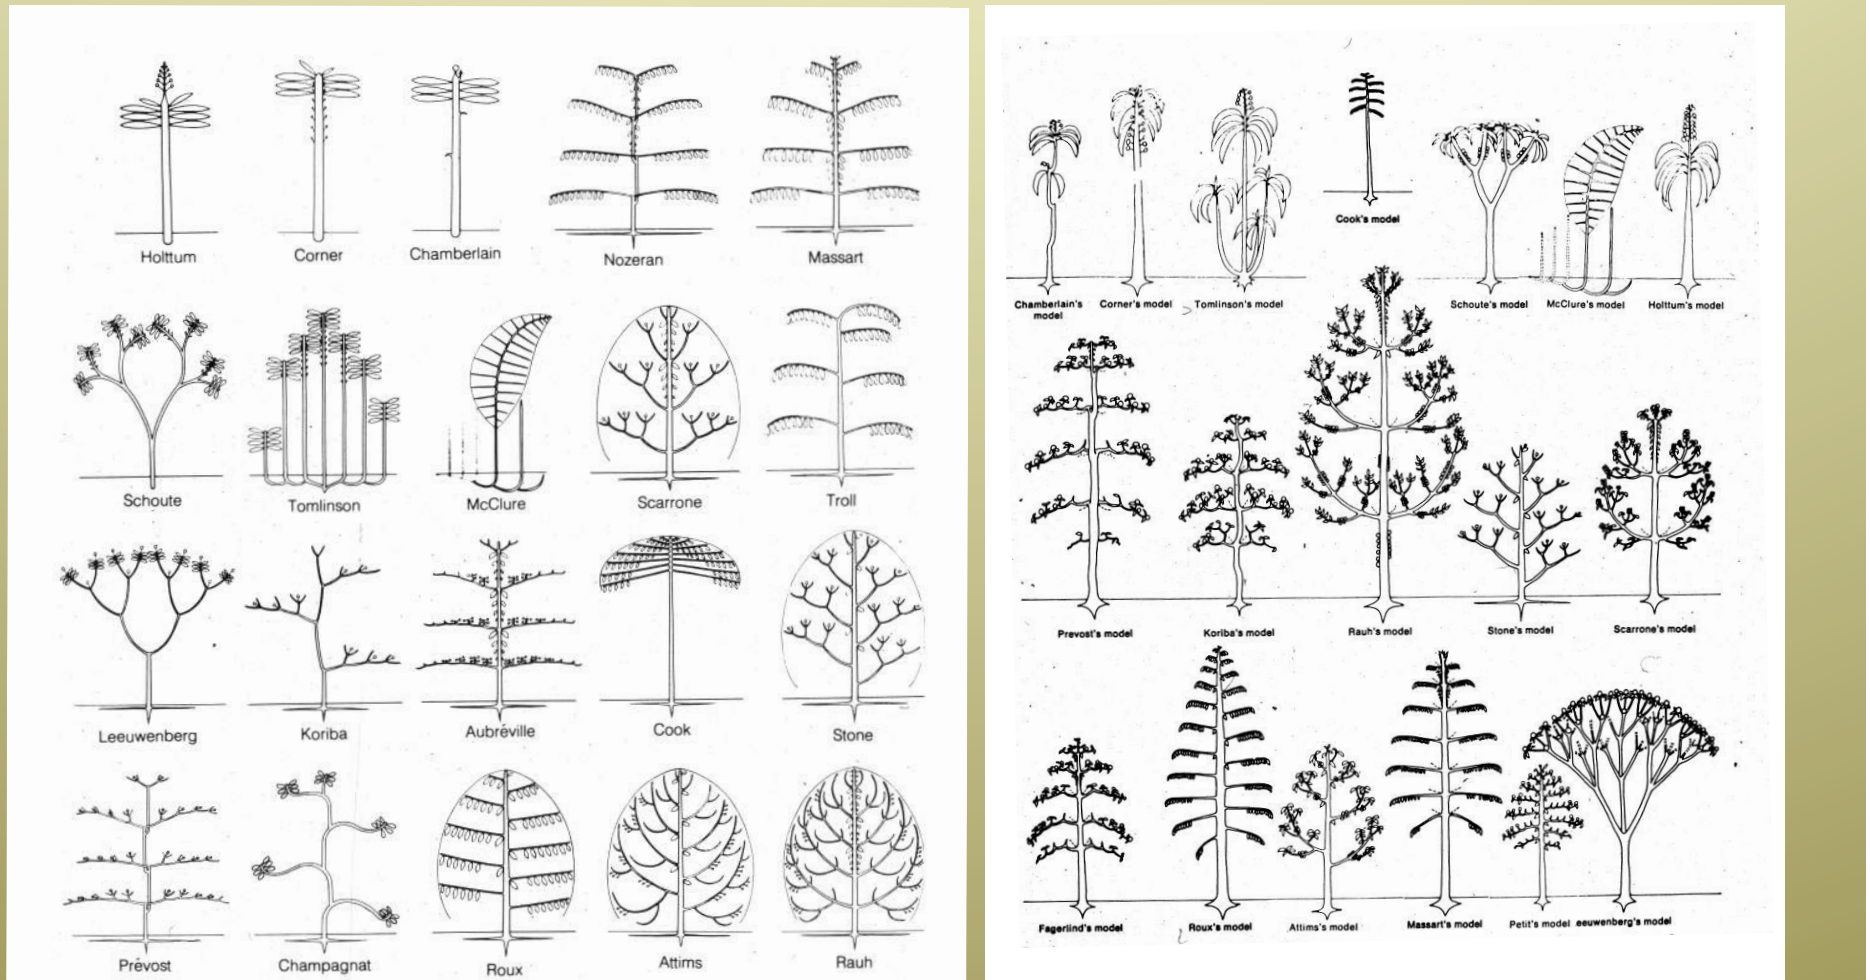 Holttum
Corner
Chamberlain
Nozeran
Massart
Schoute
Tomlinson
McClure
Scarrone
Troll
Leeuwenberg
Koriba
Aubréville
Cook
Stone
Prévost
Champagnat
Roux
Attims
Rauh
Cook's model
Chamberlain's
model
Corner's model
Tomlinson's model
Schoute's model
McClure's model
Holttum's model
Prevost's model
Koriba's model
Rauh's model
Stone's model
Scarrone's model
Fagerlind's model
Roux's model
Attims's model
Massart's model
Petit's model
eeuwenberg's model